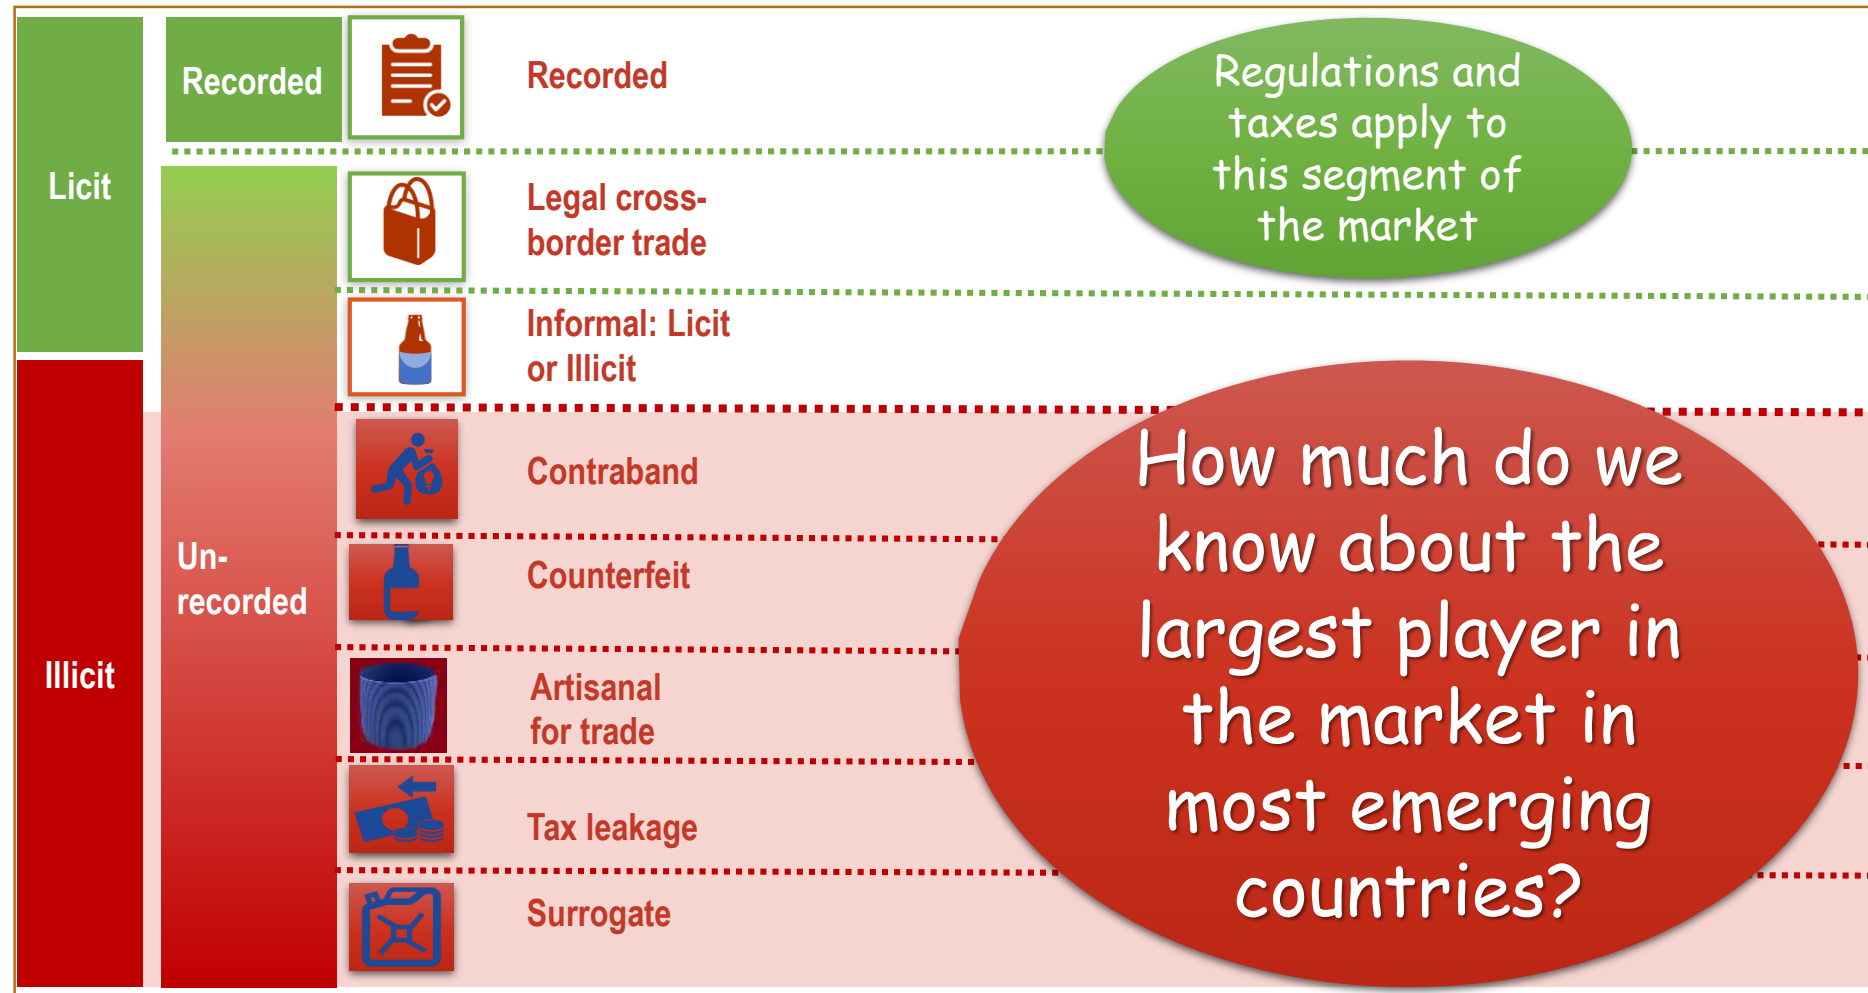 Licit
Recorded
Recorded
Regulations and
taxes apply to
this segment of
the market
Legal cross-
border trade
Informal: Licit
or Illicit
Illicit
Un-
recorded
Contraband
Counterfeit
Artisanal
for trade
Tax leakage
Surrogate
How much do we
know about the
largest player in
the market in
most emerging
countries?